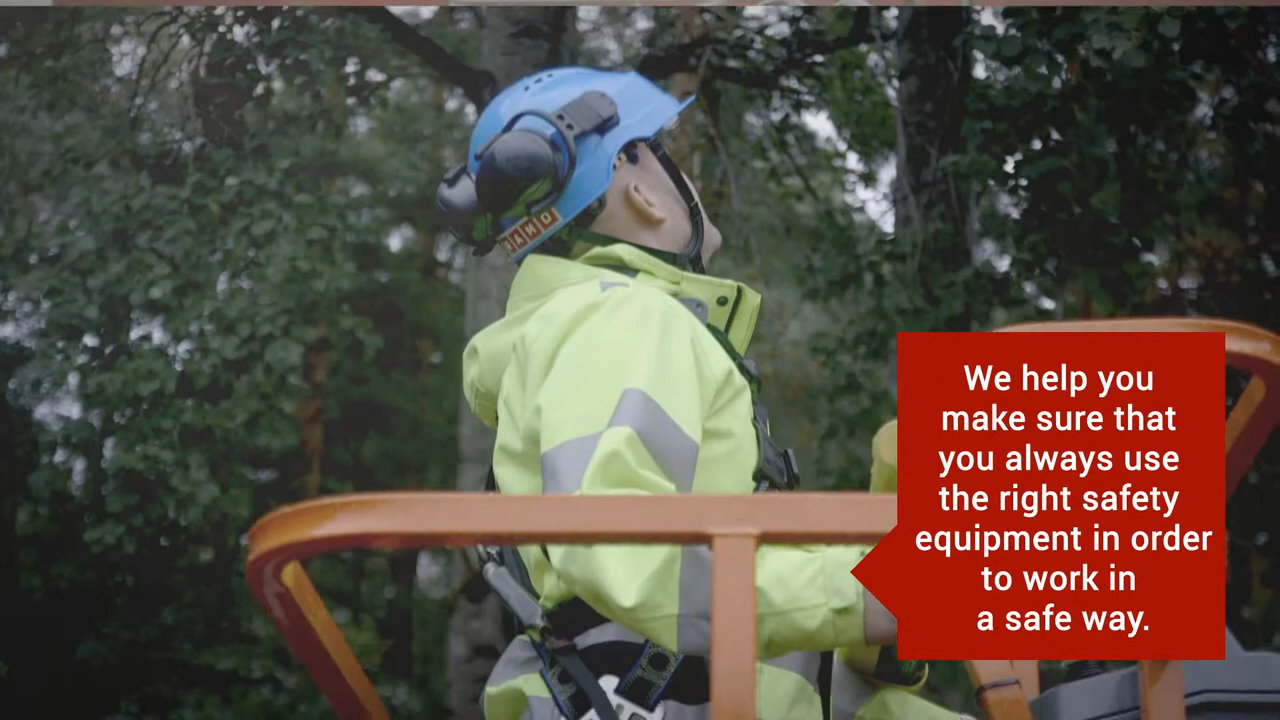 RAMO
We help you
make sure that
you always use
the right safety
equipment in order
to work in
a safe way.